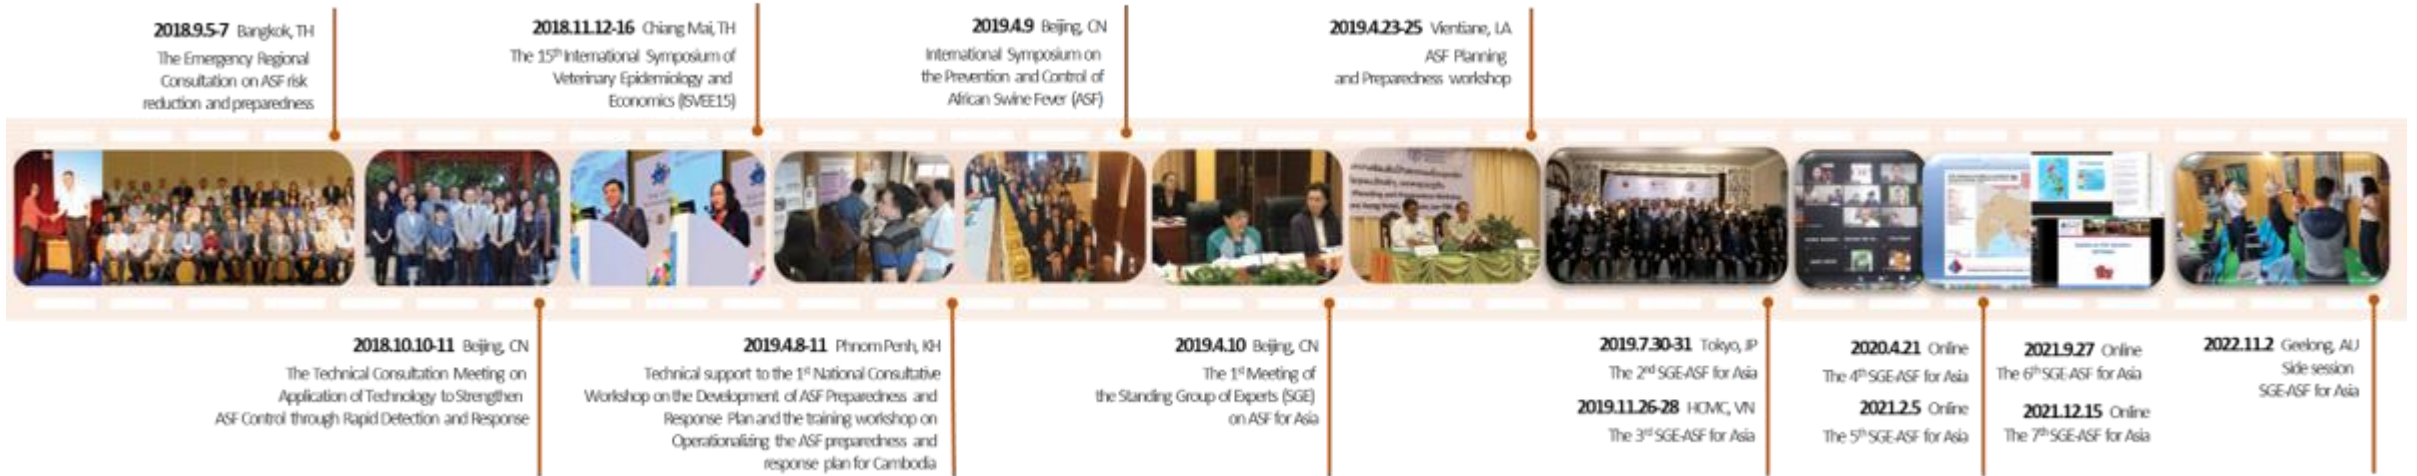 2018.9.5-7 Bangkok, TH
The Emergency Regional
Consultation on ASF risk
reduction and preparedness
2018.11.12-16 Chiang Mai, TH
The 15th International Symposium of
Veterinary Epidemiology and
Economics (ISVEE15)
2019.4.9 Beijing, CN
International Symposium on
the Prevention and Control of
African Swine Fever (ASF)
2019.4.23-25 Vientiane, LA
ASF Planning
and Preparedness workshop
2018.10.10-11 Beijing, CN
The Technical Consultation Meeting on
Application of Technology to Strengthen
ASF Control through Rapid Detection and Response
2019.4.8-11 Phnom Penh, KH
Technical support to the 1st National Consultative
Workshop on the Development of ASF Preparedness and
Response Plan and the training workshop on
Operationalizing the ASF preparedness and
response plan for Cambodia
2019.4.10 Beijing, CN
The 1st Meeting of
the Standing Group of Experts (SGE)
on ASF for Asia
2019.7.30-31 Tokyo, JP
The 2nd SGE-ASF for Asia
2019.11.26-28 HCMC, VN
The 3rd SGE-ASF for Asia
2020.4.21 Online
The 4th SGE-ASF for Asia
2021.2.5 Online
The 5th SGE-ASF for Asia
2021.9.27 Online
The 6th SGE-ASF for Asia
2021.12.15 Online
The 7th SGE-ASF for Asia
2022.11.2 Geelong, AU
Side session
SGE-ASF for Asia